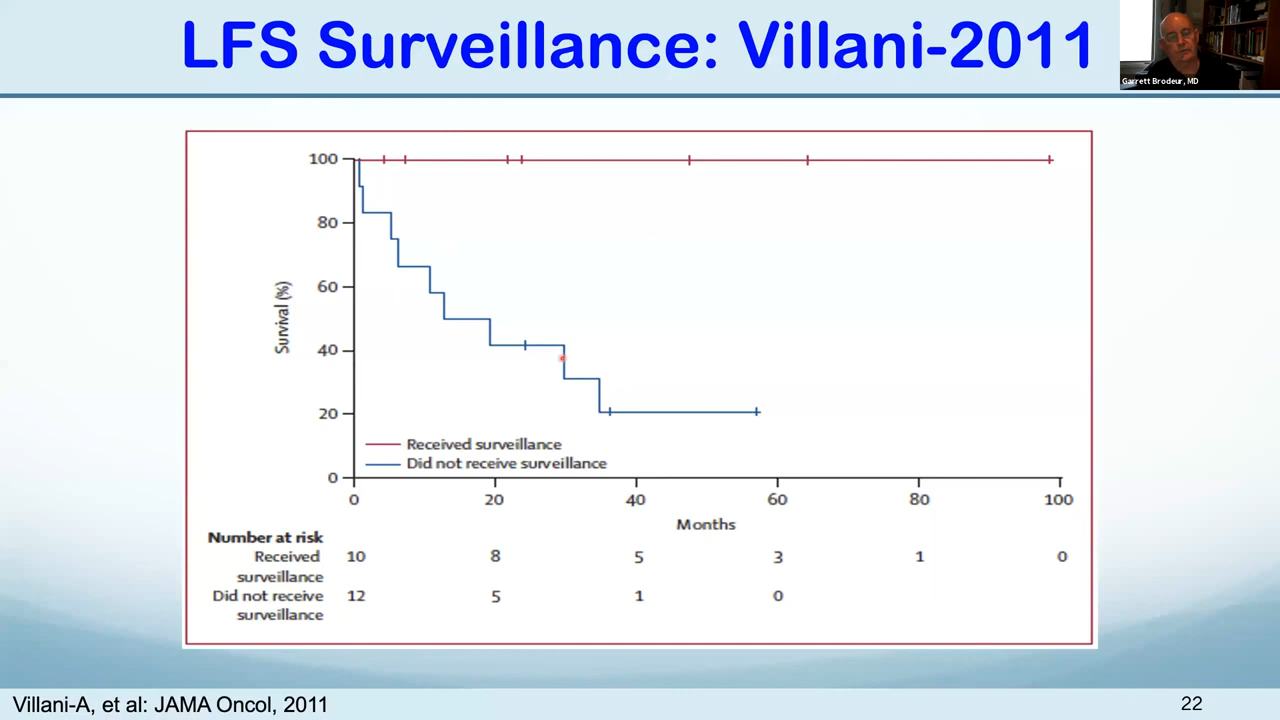 LFS Surveillance: Villani-2011
Garrett Brodeur, MD
100
80
60
40
20
0
Survival (%)
Received surveillance
Did not receive surveillance
0 20 40 60 80 100
Months
Number at risk
Received 10 8 5 3 1 0
surveillance
Did not receive 12 5 1 0
surveillance
Villani-A, et al: JAMA Oncol, 2011
22